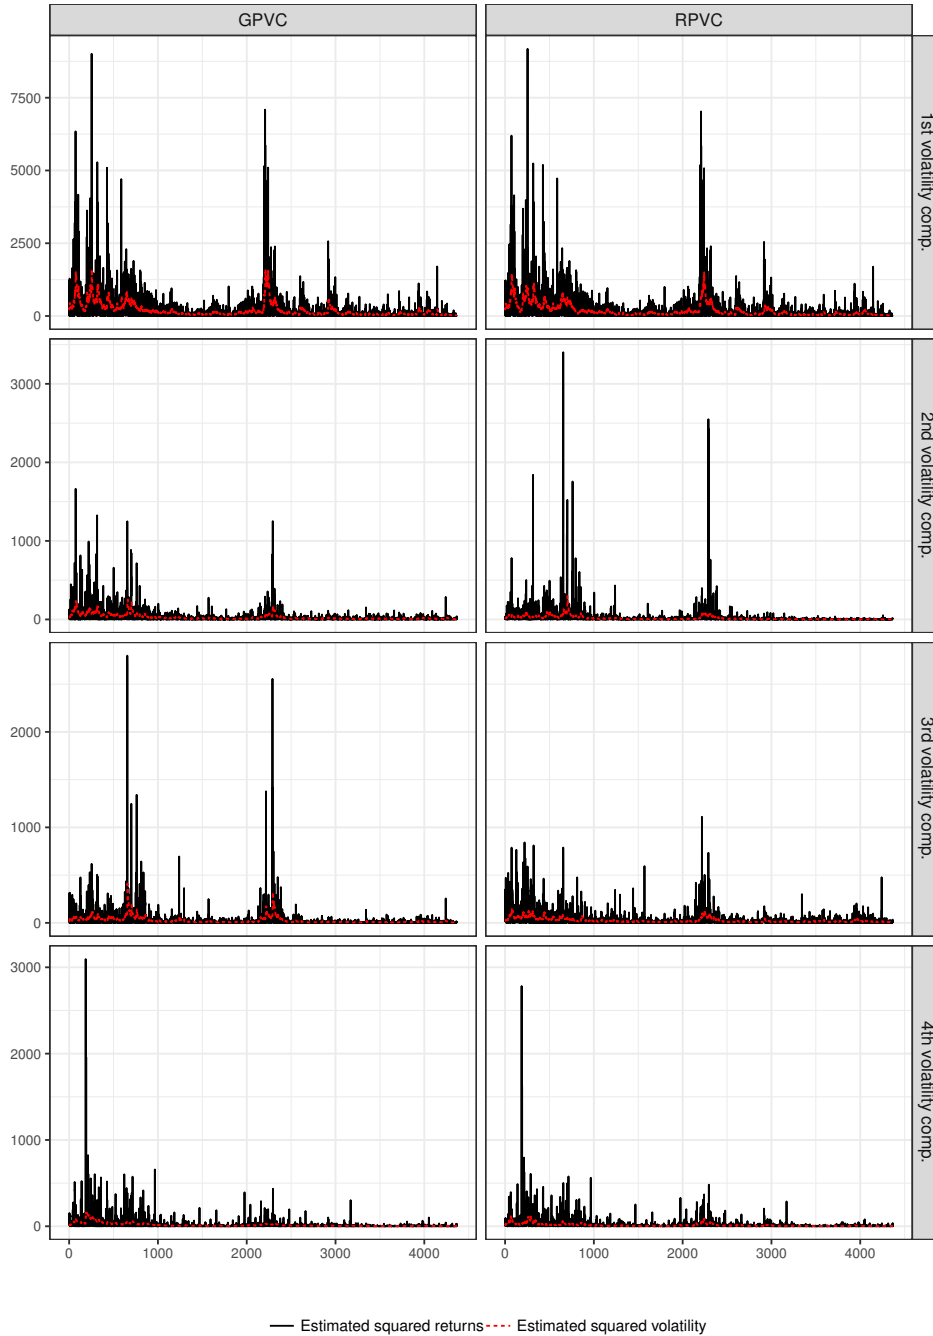 GPVC RPVC
7500
5000
2500
0
1st volatility comp.
3000
2000
1000
0
2nd volatility comp.
2000
1000
0
3rd volatility comp.
3000
2000
1000
0
4th volatility comp.
0 1000 2000 3000 4000 0 1000 2000 3000 4000
Estimated squared returns Estimated squared volatility